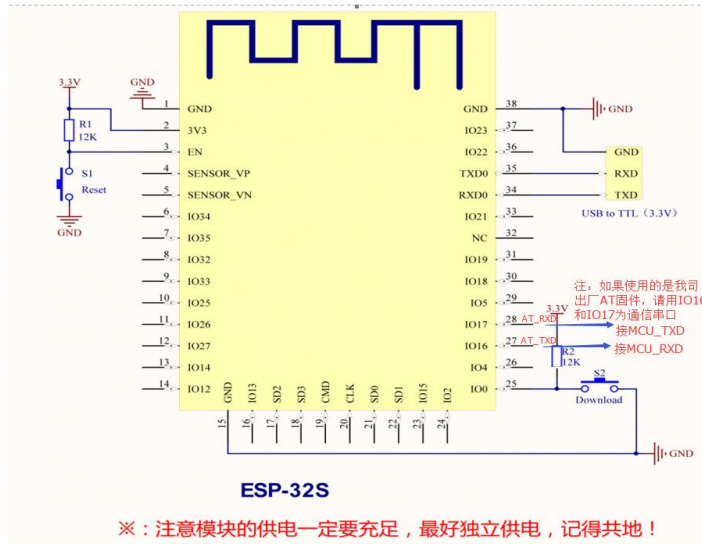 3.3V
GND
R1
12K
S1
Reset
GND
1 GND
2 3V3
3 EN
4 SENSOR_VP
5 SENSOR_VN
6 IO34
7 IO35
8 IO32
9 IO33
10 IO25
11 IO26
12 IO27
13 IO14
14 IO12
GND 38
IO23 37
IO22 36
TXD0 35
RXD0 34
IO21 33
NC 32
IO19 31
IO18 30
IO5 29
IO17 28 AT_RXD
IO16 27 AT_TXD
IO4 26
IO0 25
GND
GND
RXD
TXD
USB to TTL（3.3V）
注：如果使用的是我司
出厂AT固件，请用IO16
和IO17为通信串口
3.3V
接MCU_TXD
接MCU_RXD
R2
12K
S2
Download
GND
15 GND
16 IO13
17 SD2
18 SD3
19 CMD
20 CLK
21 SD0
22 SD1
23 IO15
24 IO2
ESP-32S
※：注意模块的供电一定要充足，最好独立供电，记得共地！